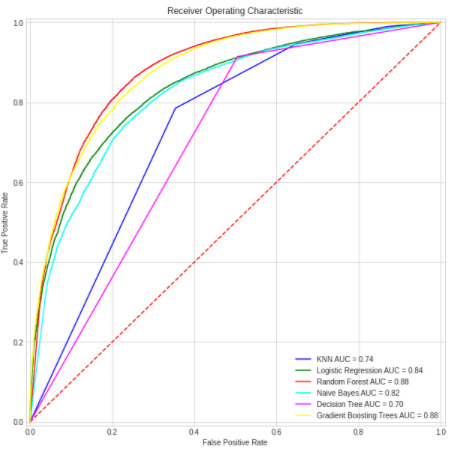 Receiver Operating Characteristic
1.0
0.8
0.6
0.4
0.2
0.0
True Positive Rate
KNN AUC = 0.74
Logistic Regression AUC = 0.84
Random Forest AUC = 0.88
Naive Bayes AUC = 0.82
Decision Tree AUC = 0.70
Gradient Boosting Trees AUC = 0.88
0.0 0.2 0.4 0.6 0.8 1.0
False Positive Rate